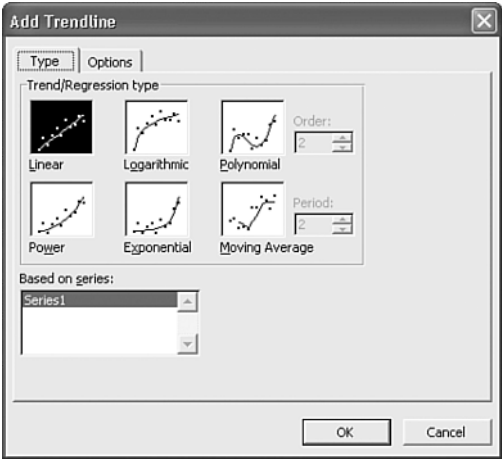 Add Trendline
Type Options
Trend/Regression type
Linear Logarithmic Polynomial Order: 2
Power Exponential Moving Average Period: 2
Based on series:
Series1
OK Cancel